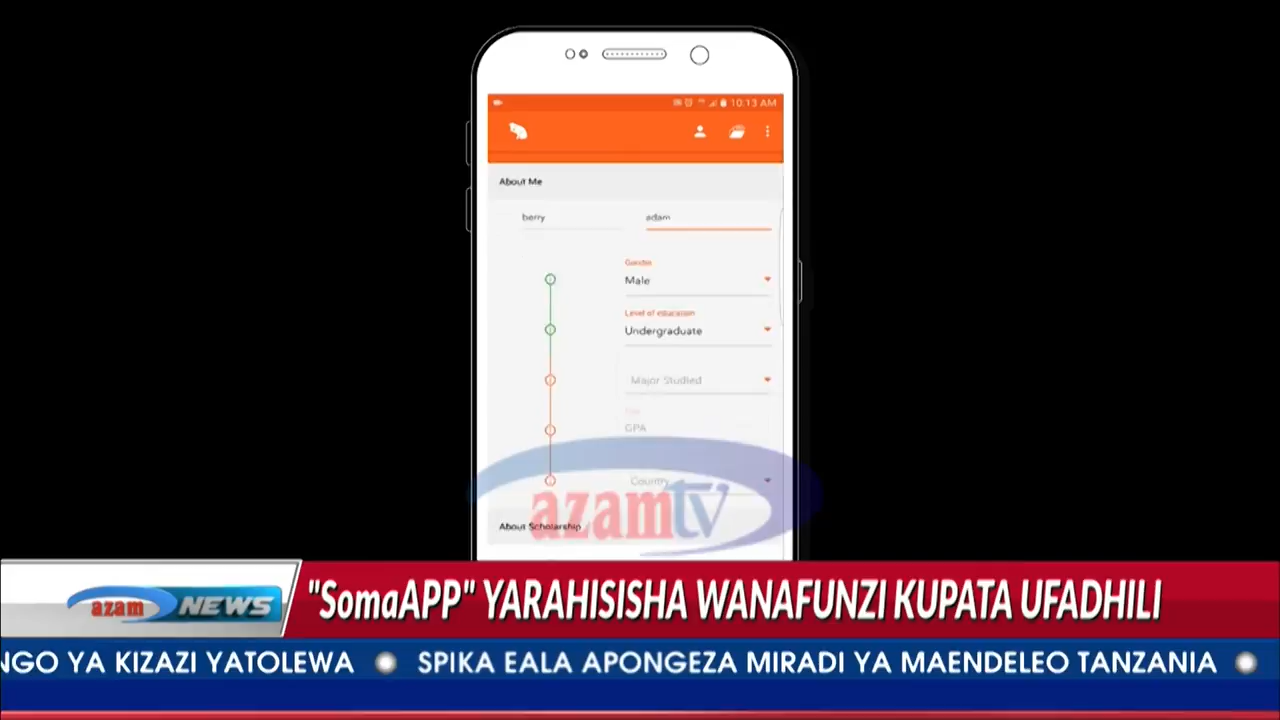 10:13 AM
About Me
berry
adam
Gender
Male
Level of education
Undergraduate
Major Studied
GPA
Country
About Scholarship
azamtv
azam NEWS
"SomaAPP" YARAHISISHA WANAFUNZI KUPATA UFADHILI
NGO YA KIZAZI YATOLEWA
SPIKA EALA APONGEZA MIRADI YA MAENDELEO TANZANIA